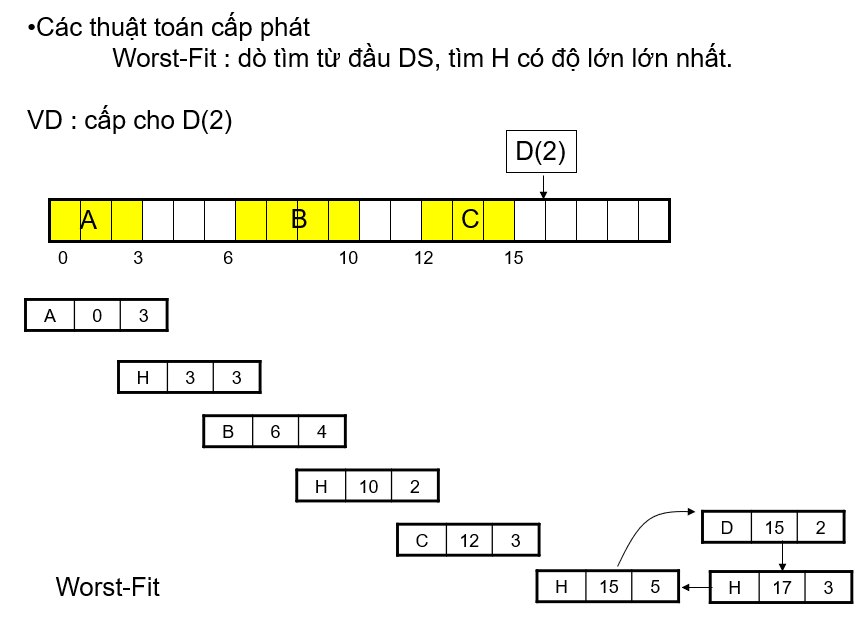 •Các thuật toán cấp phát
Worst-Fit : dò tìm từ đầu DS, tìm H có độ lớn lớn nhất.
VD : cấp cho D(2)
D(2)
A B C
0 3 6 10 12 15
A 0 3
H 3 3
B 6 4
H 10 2
C 12 3
D 15 2
H 15 5
H 17 3
Worst-Fit